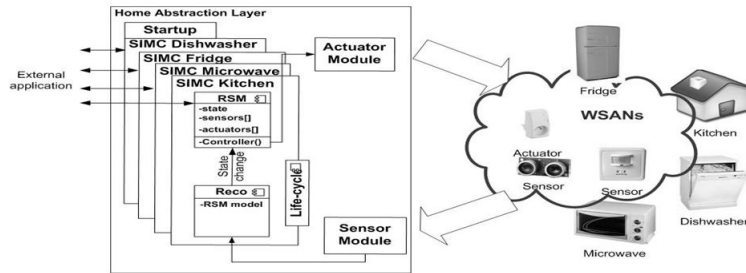 Home Abstraction Layer
Startup
SIMC Dishwasher
SIMC Fridge
SIMC Microwave
SIMC Kitchen
RSM
-state
-sensors[]
-actuators[]
-Controller()
State
change
Reco
-RSM model
Life-cycle
Actuator
Module
Sensor
Module
External
application
Fridge
WSANs
Kitchen
Actuator
Sensor
Sensor
Dishwasher
Microwave